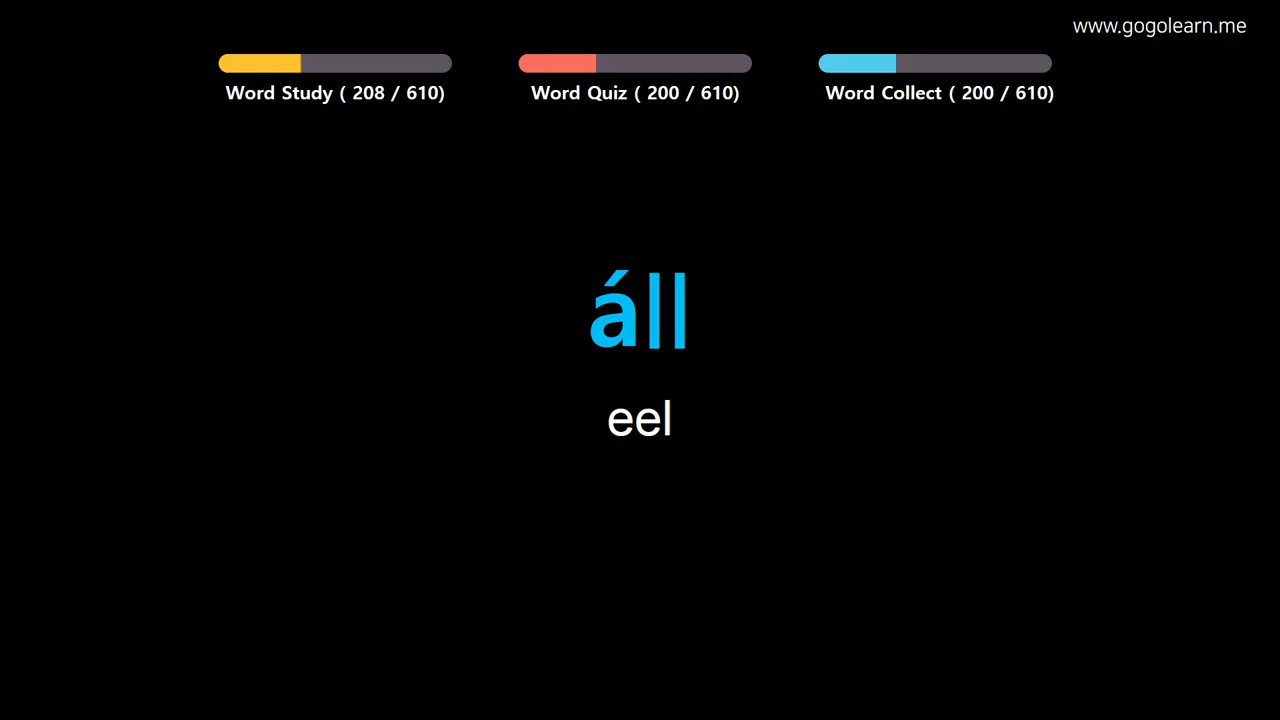 www.gogolearn.me
Word Study ( 208 / 610)
Word Quiz ( 200 / 610)
Word Collect ( 200 / 610)
áll
eel